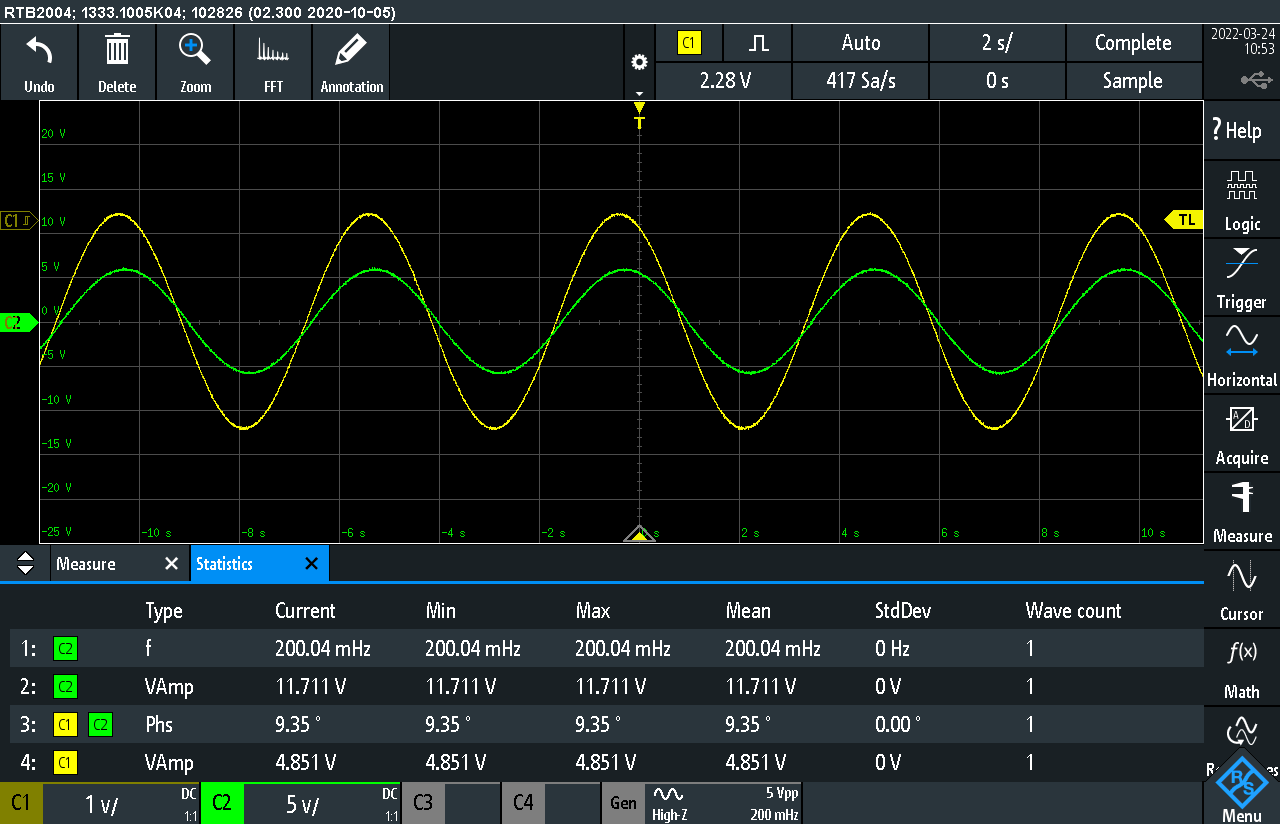 RTB2004; 1333.1005K04; 102826 (02.300 2020-10-05)
Undo Delete Zoom FFT Annotation
C1 Auto 2 s/ Complete
2.28 V 417 Sa/s 0 s Sample
2022-03-24
10:53
? Help
Logic
Trigger
Horizontal
Acquire
Measure
Cursor
f(x)
Math
R&S
Menu
T
TL
C1
C2
20 V
15 V
10 V
5 V
0 V
-5 V
-10 V
-15 V
-20 V
-25 V
-10 s -8 s -6 s -4 s -2 s s 2 s 4 s 6 s 8 s 10 s
Measure Statistics
Type Current Min Max Mean StdDev Wave count
1: C2 f 200.04 mHz 200.04 mHz 200.04 mHz 200.04 mHz 0 Hz 1
2: C2 VAmp 11.711 V 11.711 V 11.711 V 11.711 V 0 V 1
3: C1 C2 Phs 9.35 ° 9.35 ° 9.35 ° 9.35 ° 0.00 ° 1
4: C1 VAmp 4.851 V 4.851 V 4.851 V 4.851 V 0 V 1
C1 1 V/ DC 1:1 C2 5 V/ DC 1:1 C3 C4 Gen High-Z 5 Vpp 200 mHz